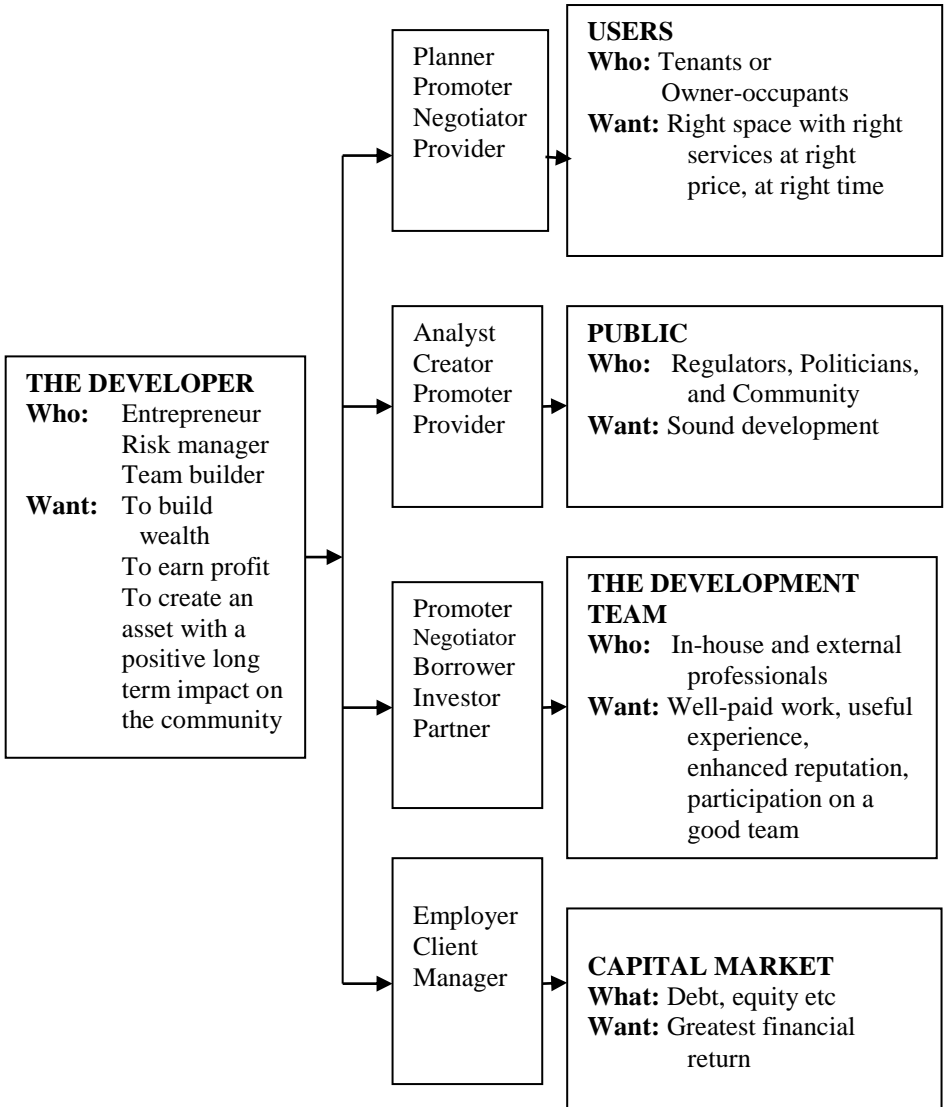 THE DEVELOPER
Who: Entrepreneur
Risk manager
Team builder
Want: To build
wealth
To earn profit
To create an
asset with a
positive long
term impact on
the community
Planner
Promoter
Negotiator
Provider
USERS
Who: Tenants or
Owner-occupants
Want: Right space with right
services at right
price, at right time
Analyst
Creator
Promoter
Provider
PUBLIC
Who: Regulators, Politicians,
and Community
Want: Sound development
Promoter
Negotiator
Borrower
Investor
Partner
THE DEVELOPMENT
TEAM
Who: In-house and external
professionals
Want: Well-paid work, useful
experience,
enhanced reputation,
participation on a
good team
Employer
Client
Manager
CAPITAL MARKET
What: Debt, equity etc
Want: Greatest financial
return